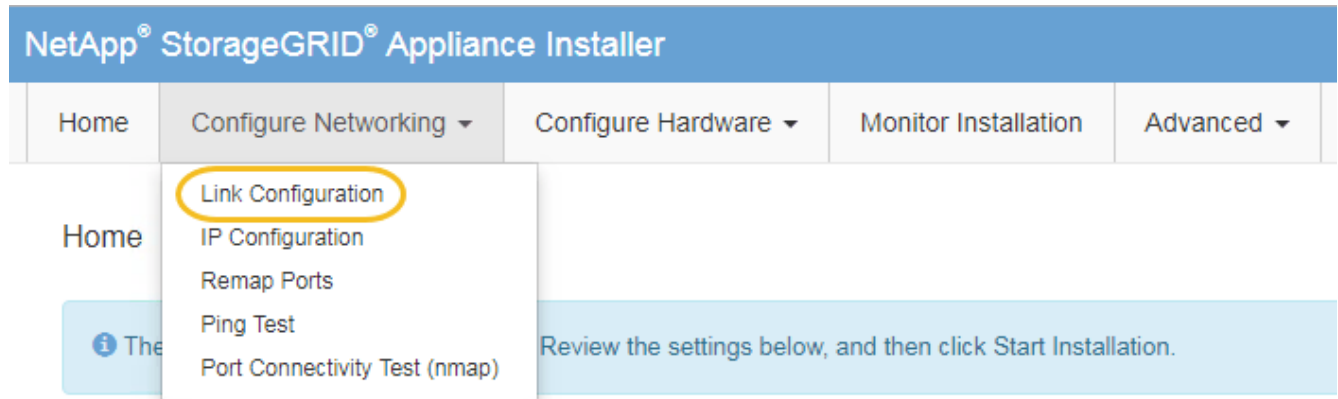 NetApp® StorageGRID® Appliance Installer
Home Configure Networking Configure Hardware Monitor Installation Advanced
Link Configuration
Home
IP Configuration
Remap Ports
Ping Test
The Review the settings below, and then click Start Installation.
Port Connectivity Test (nmap)